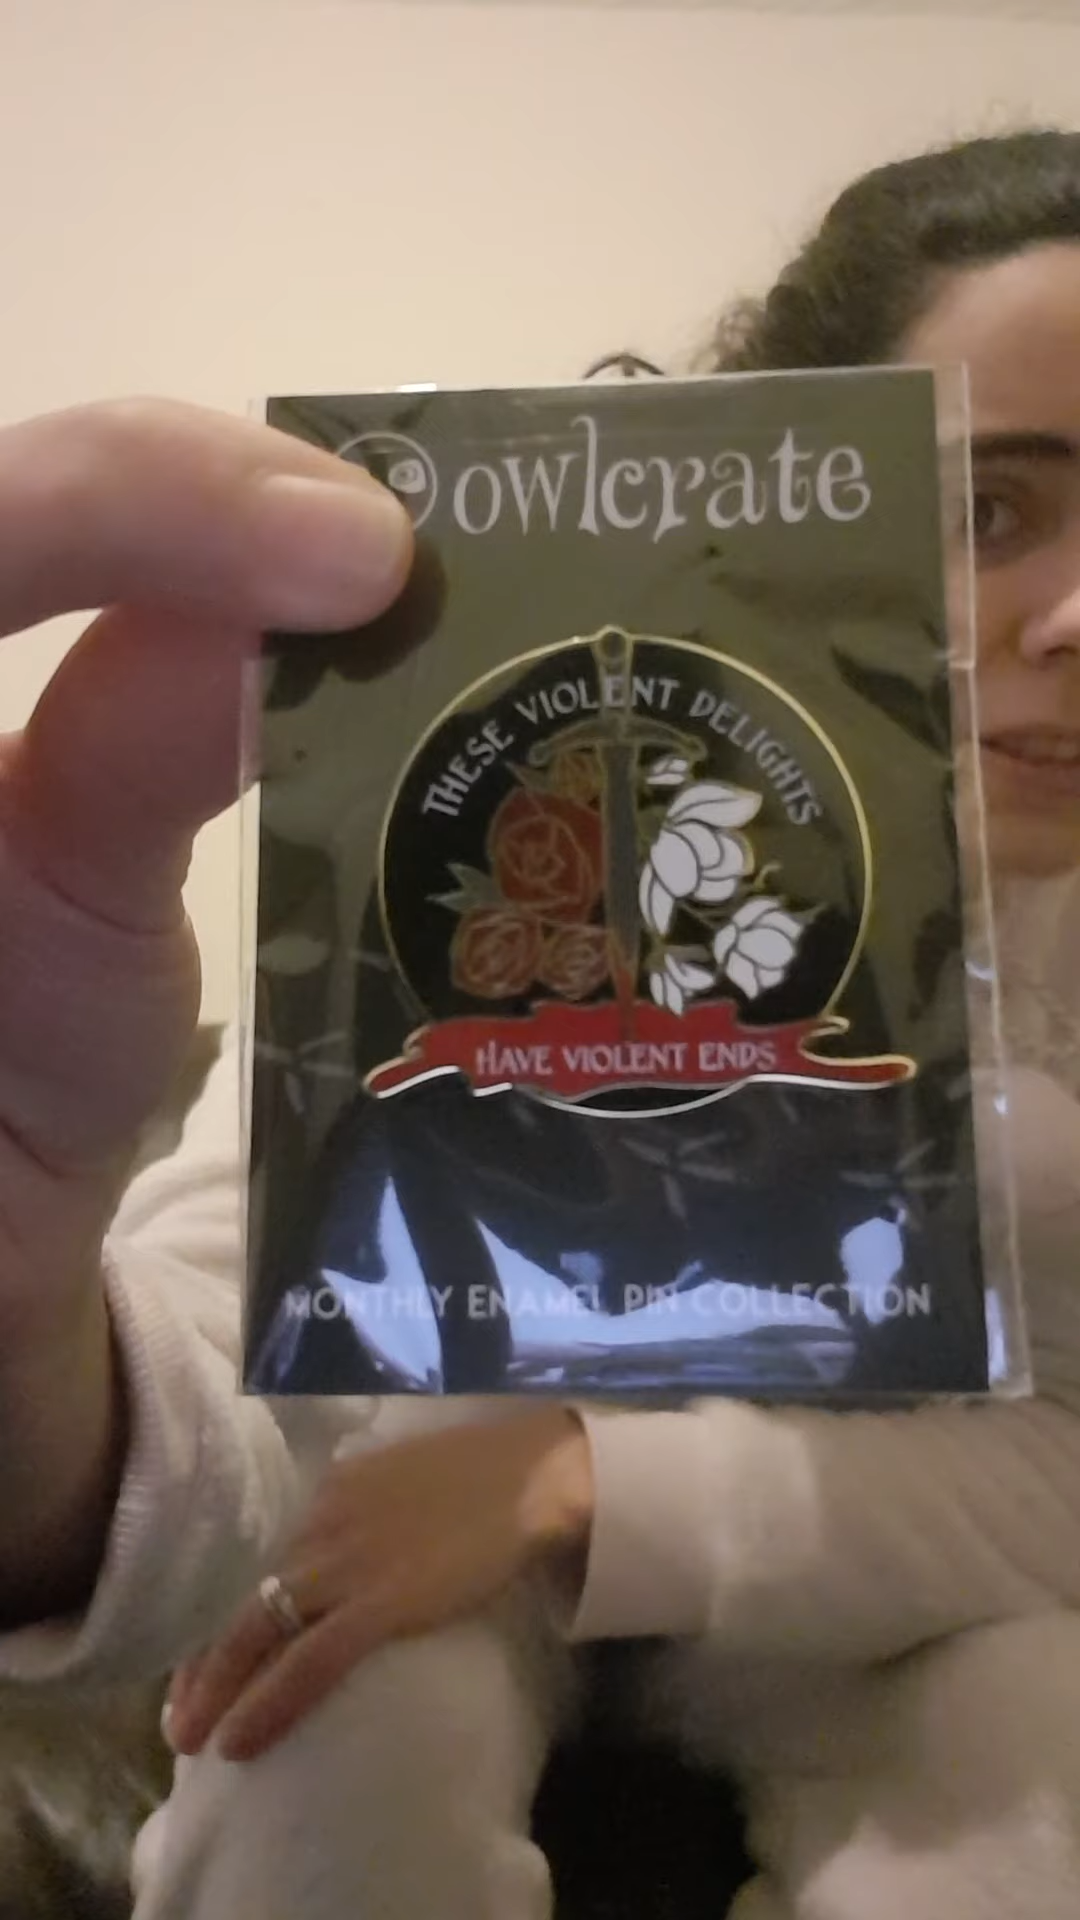 owlcrate
THESE VIOLENT DELIGHTS
HAVE VIOLENT ENDS
MONTHLY ENAMEL PIN COLLECTION